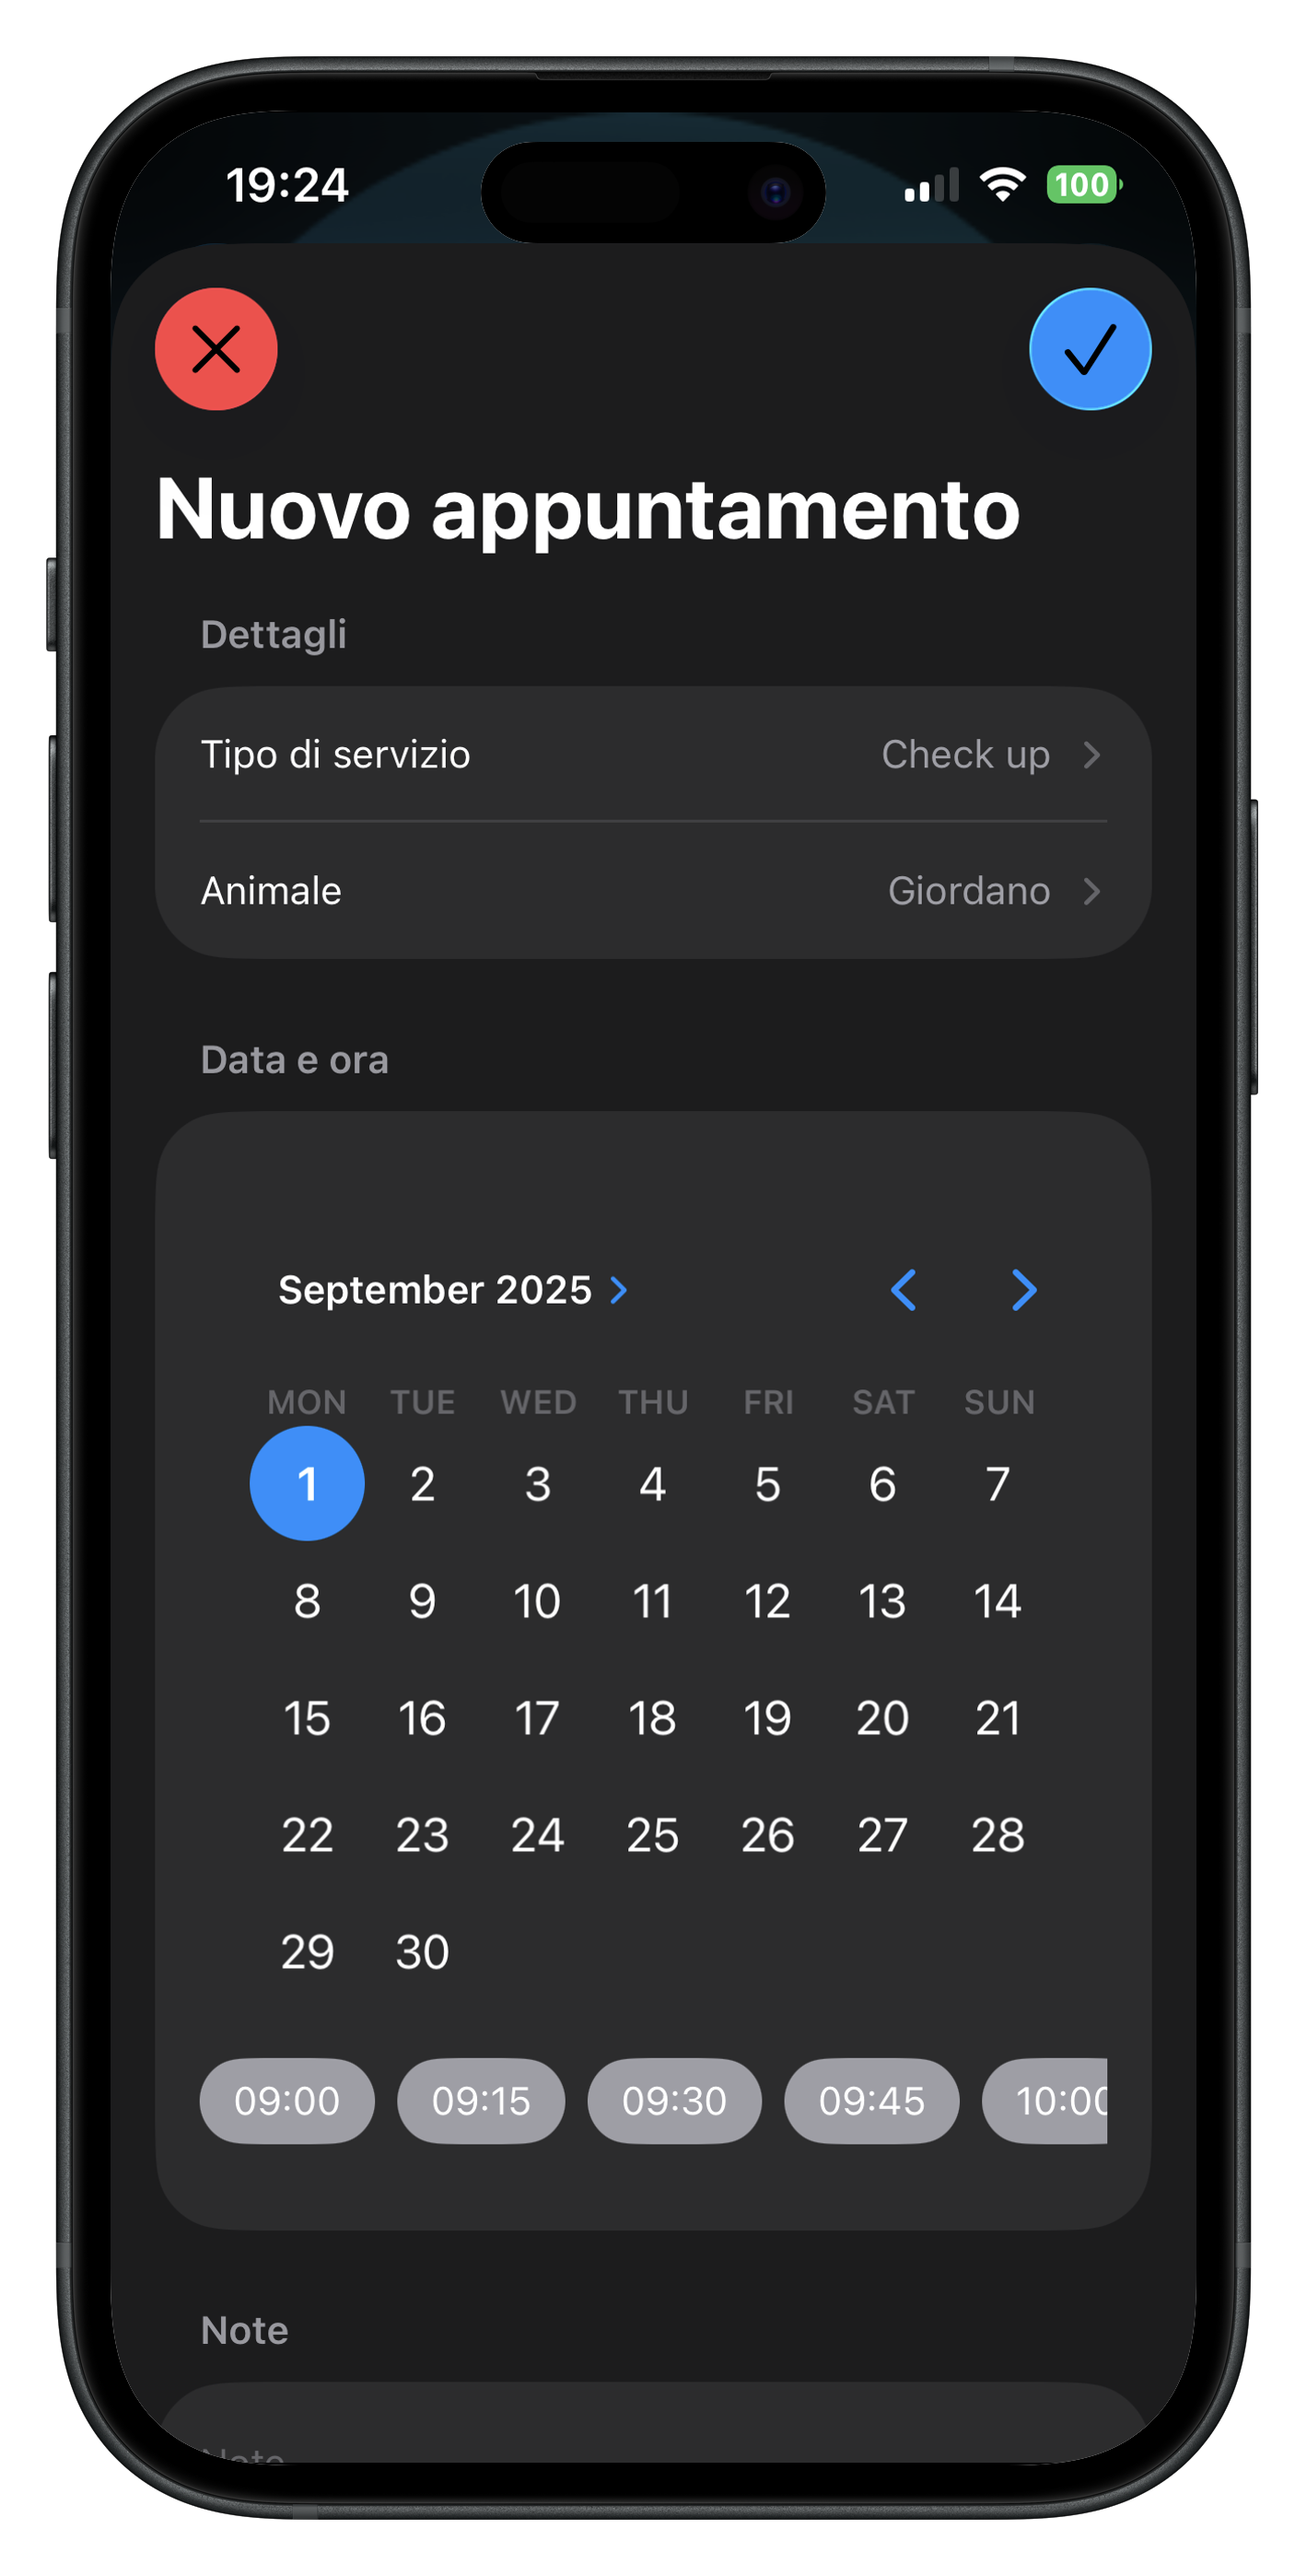 19:24 100
Nuovo appuntamento
Dettagli
Tipo di servizio Check up
Animale Giordano
Data e ora
September 2025
MON TUE WED THU FRI SAT SUN
1 2 3 4 5 6 7
8 9 10 11 12 13 14
15 16 17 18 19 20 21
22 23 24 25 26 27 28
29 30
09:00 09:15 09:30 09:45 10:00
Note
Note